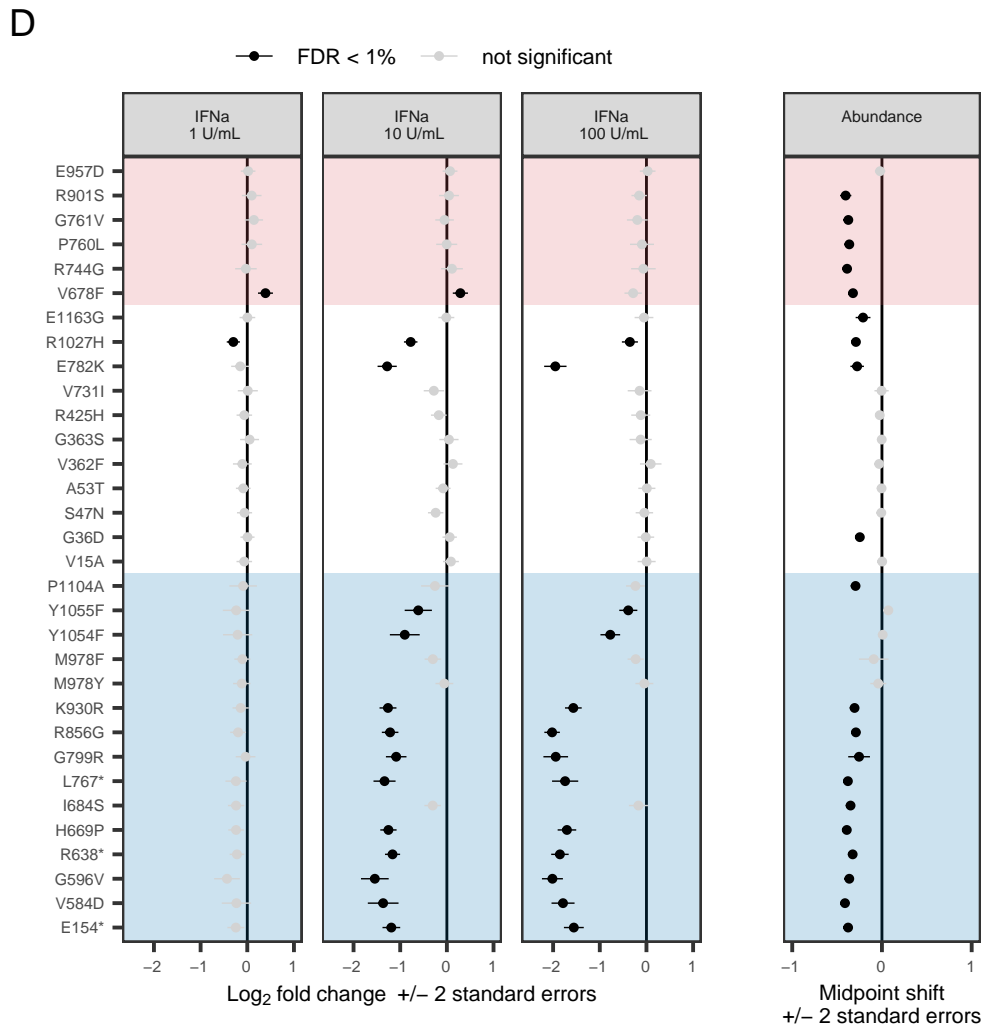 D
FDR < 1% not significant
IFNa
1 U/mL
IFNa
10 U/mL
IFNa
100 U/mL
Abundance
E957D
R901S
G761V
P760L
R744G
V678F
E1163G
R1027H
E782K
V731I
R425H
G363S
V362F
A53T
S47N
G36D
V15A
P1104A
Y1055F
Y1054F
M978F
M978Y
K930R
R856G
G799R
L767*
I684S
H669P
R638*
G596V
V584D
E154*
−2 −1 0 1 −2 −1 0 1 −2 −1 0 1 −1 0 1
Log2 fold change +/− 2 standard errors
Midpoint shift
+/− 2 standard errors